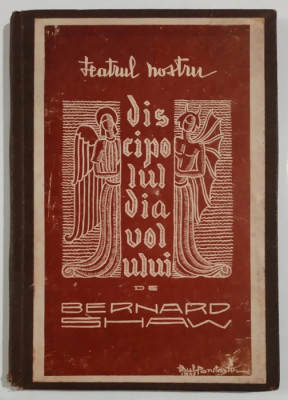 teatrul nostru
dis
cipo
lul
dia
vol
ului
DE
BERNARD
SHAW